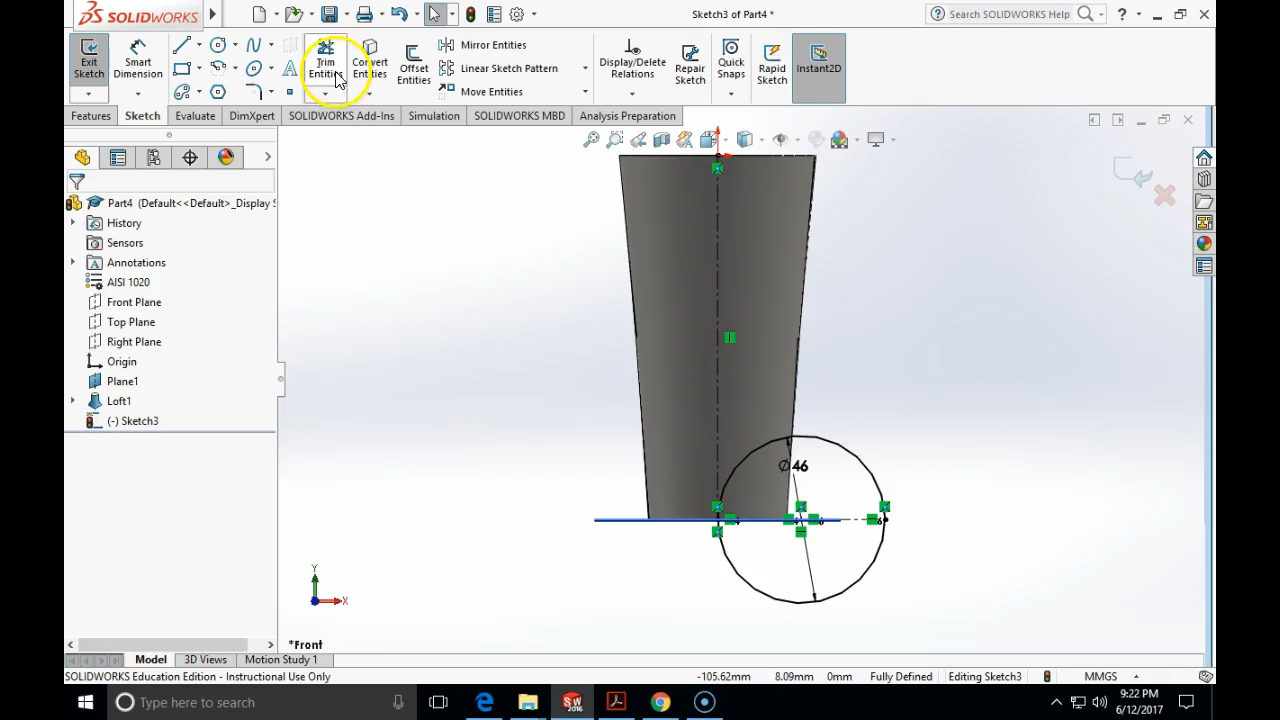 SOLIDWORKS
Sketch3 of Part4 *
Search SOLIDWORKS Help
?
Exit Sketch
Smart Dimension
Trim Entities
Convert Entities
Offset Entities
Mirror Entities
Linear Sketch Pattern
Move Entities
Display/Delete Relations
Repair Sketch
Quick Snaps
Rapid Sketch
Instant2D
Features
Sketch
Evaluate
DimXpert
SOLIDWORKS Add-Ins
Simulation
SOLIDWORKS MBD
Analysis Preparation
Part4 (Default<<Default>_Display S
History
Sensors
Annotations
AISI 1020
Front Plane
Top Plane
Right Plane
Origin
Plane1
Loft1
(-) Sketch3
Ø46
Y
X
*Front
Model
3D Views
Motion Study 1
SOLIDWORKS Education Edition - Instructional Use Only
-105.62mm
8.09mm
0mm
Fully Defined
Editing Sketch3
MMGS
Type here to search
SW
2016
9:22 PM
6/12/2017